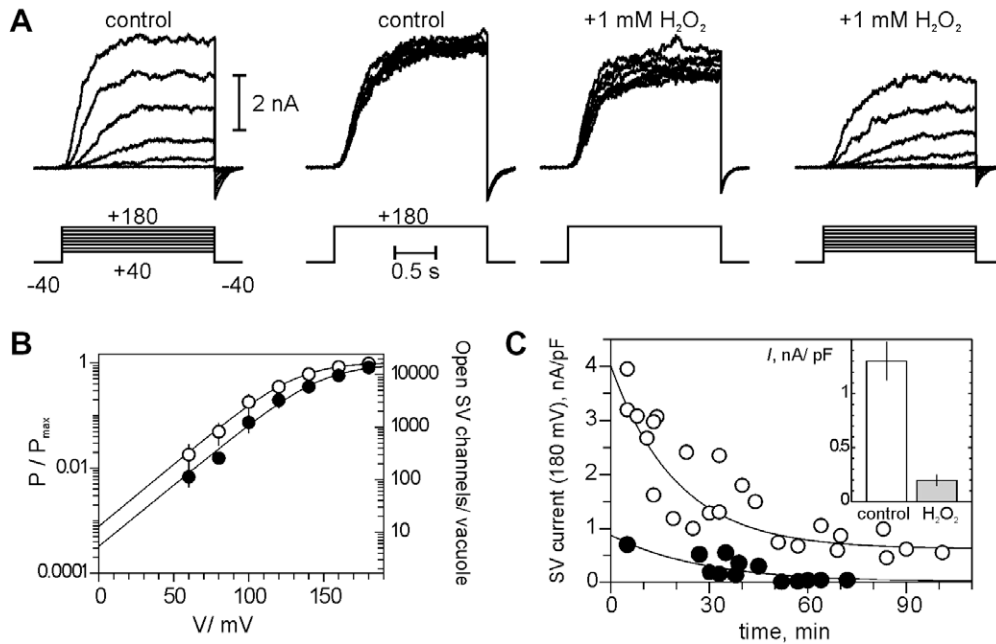 A
control
control
+1 mM H₂O₂
+1 mM H₂O₂
2 nA
+180
+180
-40
+40
-40
0.5 s
B
1
0.01
0.0001
P / Pmax
10000
1000
100
10
Open SV channels/ vacuole
0 50 100 150
V/ mV
C
4
3
2
1
0
SV current (180 mV), nA/pF
0 30 60 90
time, min
I, nA/ pF
1
0.5
0
control H₂O₂